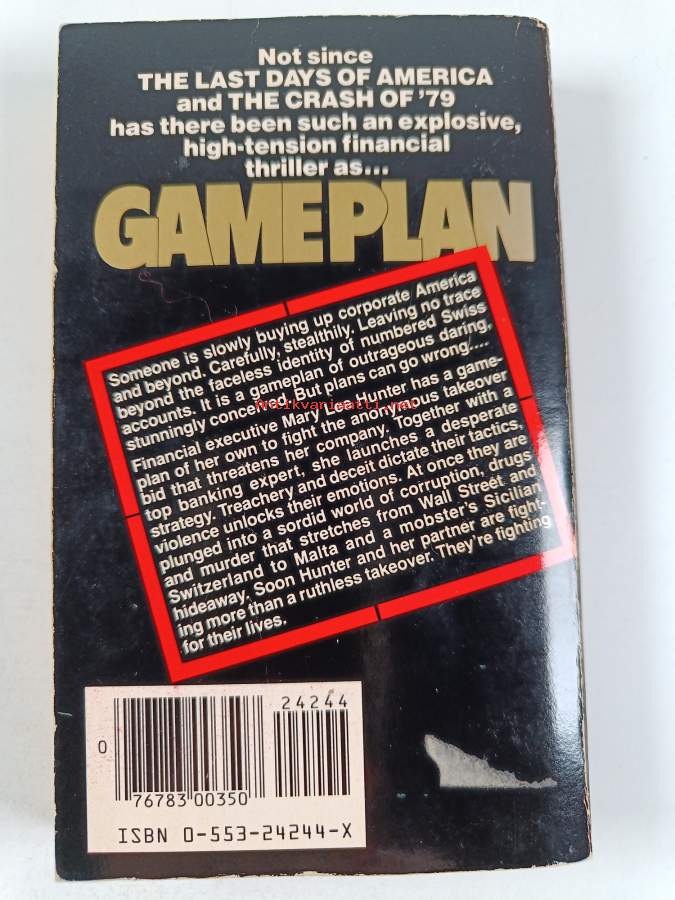 Not since
THE LAST DAYS OF AMERICA
and THE CRASH OF '79
has there been such an explosive,
high-tension financial
thriller as...
GAMEPLAN
Someone is slowly buying up corporate America
and beyond. Carefully, stealthily. Leaving no trace
beyond the faceless identity of numbered Swiss
accounts. It is a gameplan of outrageous daring,
stunningly conceived. But plans can go wrong....
Antikvariaatti.net
Financial executive Mary Lee Hunter has a game-
plan of her own to fight the anonymous takeover
bid that threatens her company. Together with a
top banking expert, she launches a desperate
strategy. Treachery and deceit dictate their tactics,
violence unlocks their emotions. At once they are
plunged into a sordid world of corruption, drugs
and murder that stretches from Wall Street and
Switzerland to Malta and a mobster's Sicilian
hideaway. Soon Hunter and her partner are fight-
ing more than a ruthless takeover. They're fighting
for their lives.
24244
0
76783 00350
ISBN 0-553-24244-X